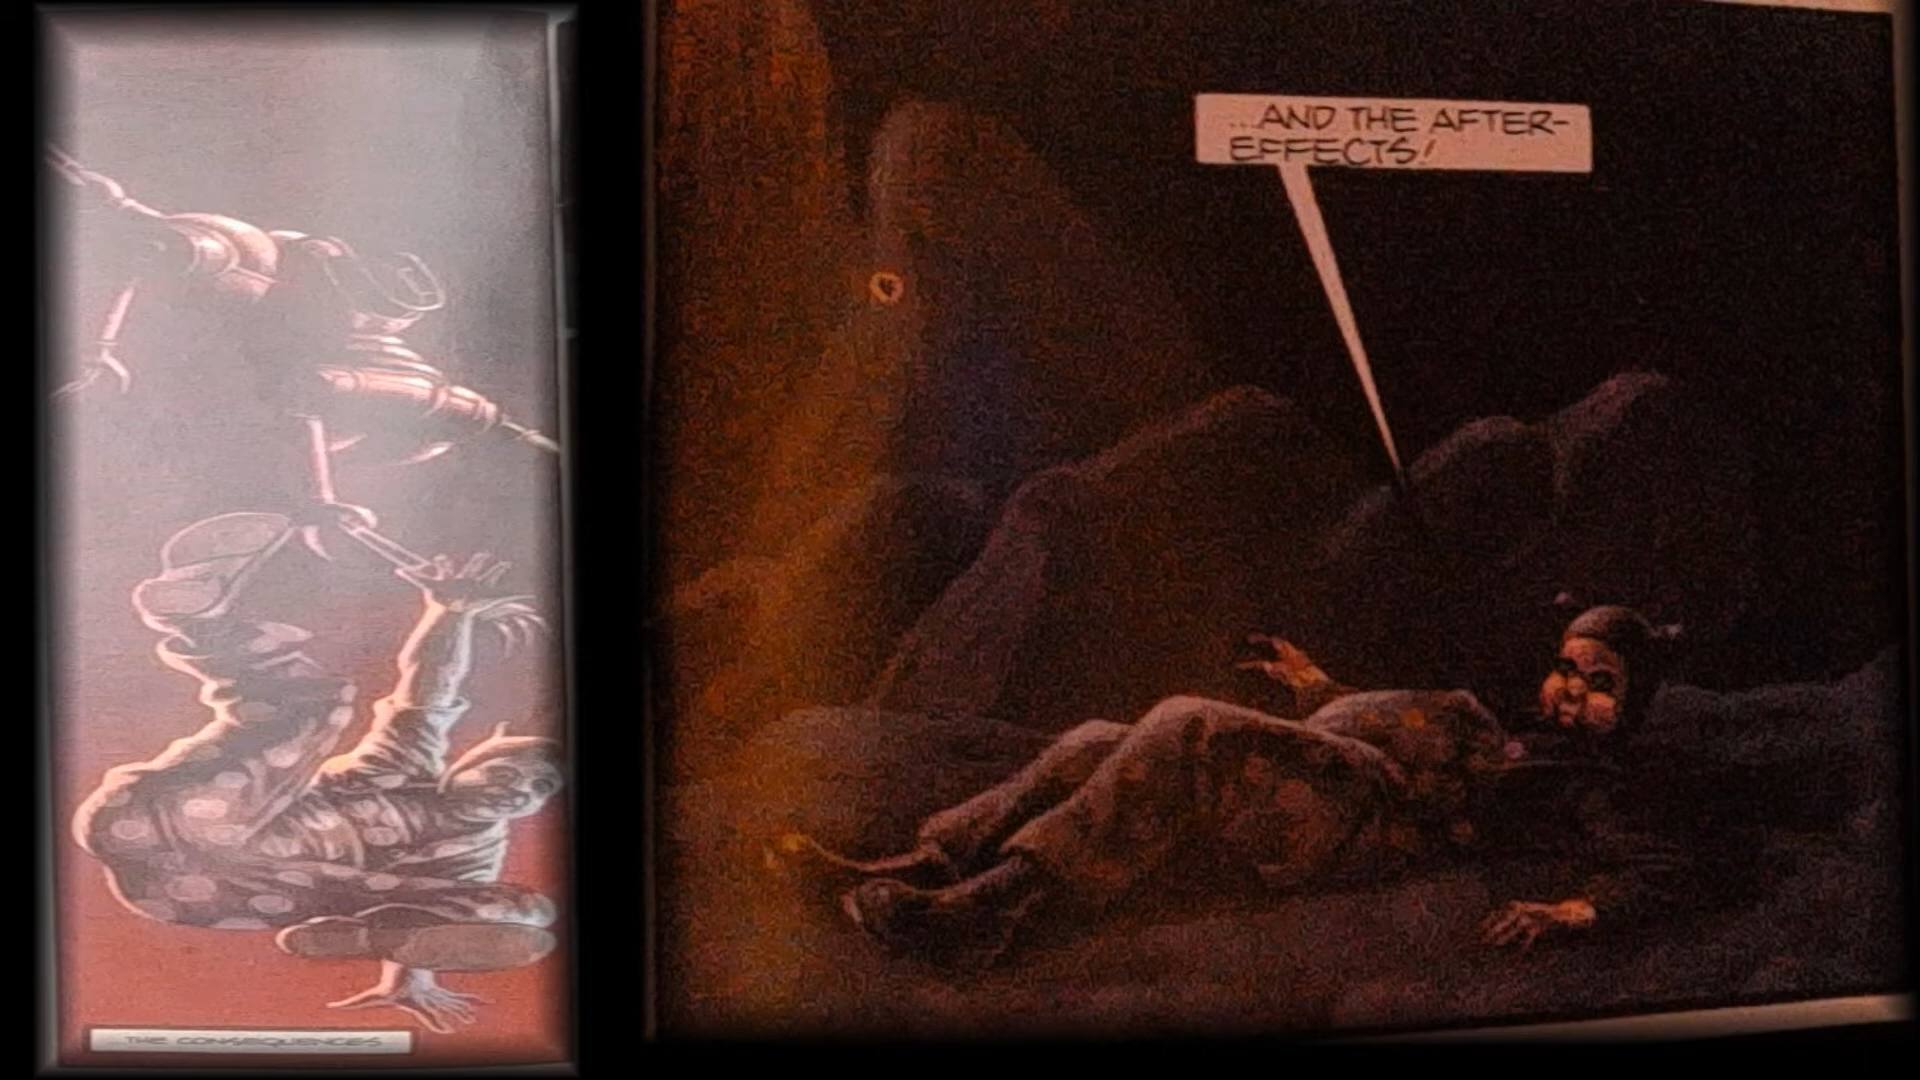 THE CONSEQUENCES
...AND THE AFTER-
EFFECTS!